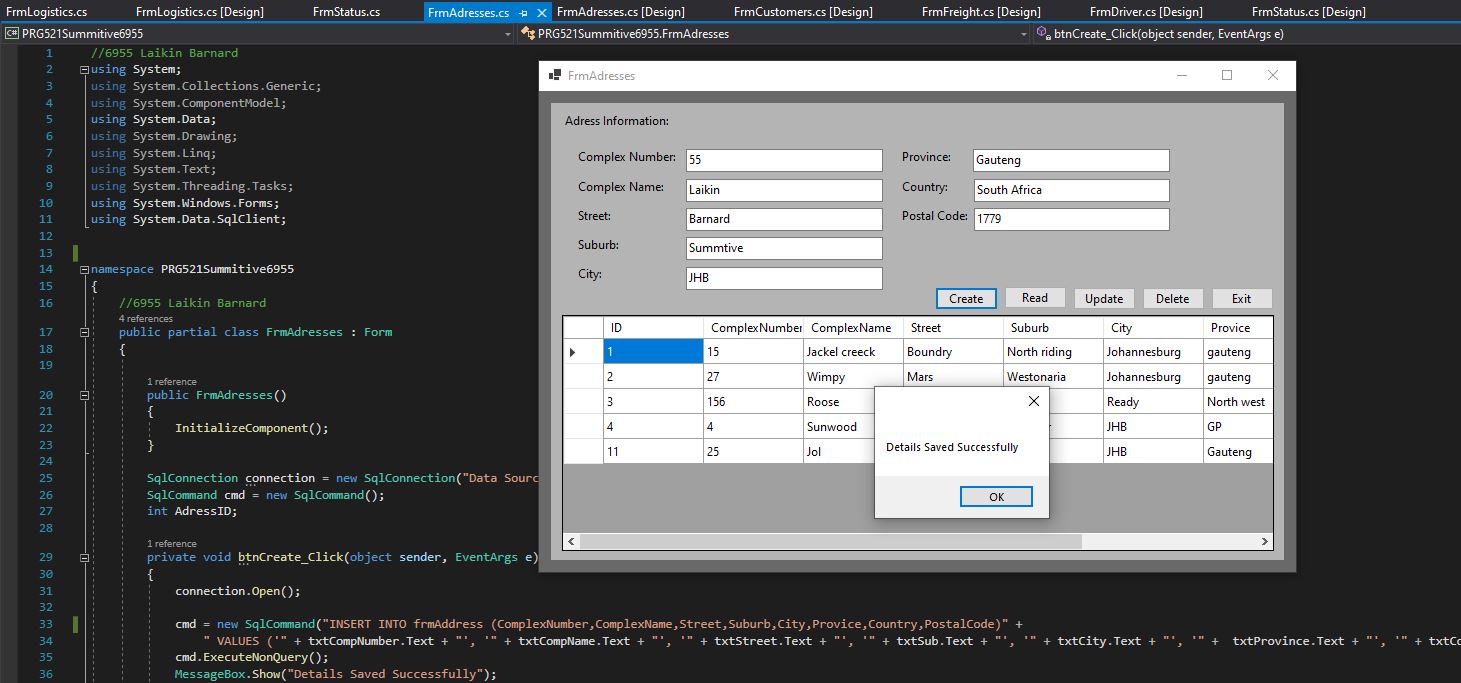 FrmLogistics.cs FrmLogistics.cs [Design] FrmStatus.cs FrmAdresses.cs FrmAdresses.cs [Design] FrmCustomers.cs [Design] FrmFreight.cs [Design] FrmDriver.cs [Design] FrmStatus.cs [Design]
C# PRG521Summitive6955 PRG521Summitive6955.FrmAdresses btnCreate_Click(object sender, EventArgs e)
1 //6955 Laikin Barnard
2 using System;
3 using System.Collections.Generic;
4 using System.ComponentModel;
5 using System.Data;
6 using System.Drawing;
7 using System.Linq;
8 using System.Text;
9 using System.Threading.Tasks;
10 using System.Windows.Forms;
11 using System.Data.SqlClient;
12
13
14 namespace PRG521Summitive6955
15 {
16 //6955 Laikin Barnard
4 references
17 public partial class FrmAdresses : Form
18 {
19
1 reference
20 public FrmAdresses()
21 {
22 InitializeComponent();
23 }
24
25 SqlConnection connection = new SqlConnection("Data Sourc
26 SqlCommand cmd = new SqlCommand();
27 int AdressID;
28
1 reference
29 private void btnCreate_Click(object sender, EventArgs e)
30 {
31 connection.Open();
32
33 cmd = new SqlCommand("INSERT INTO frmAddress (ComplexNumber,ComplexName,Street,Suburb,City,Provice,Country,PostalCode)" +
34 " VALUES ('" + txtCompNumber.Text + "', '" + txtCompName.Text + "', '" + txtStreet.Text + "', '" + txtSub.Text + "', '" + txtCity.Text + "', '" + txtProvince.Text + "', '" + txtCo
35 cmd.ExecuteNonQuery();
36 MessageBox.Show("Details Saved Successfully");
FrmAdresses
Adress Information:
Complex Number: 55 Province: Gauteng
Complex Name: Laikin Country: South Africa
Street: Barnard Postal Code: 1779
Suburb: Summtive
City: JHB
Create Read Update Delete Exit
ID ComplexNumber ComplexName Street Suburb City Provice
1 15 Jackel creeck Boundry North riding Johannesburg gauteng
2 27 Wimpy Mars Westonaria Johannesburg gauteng
3 156 Roose Ready North west
4 4 Sunwood JHB GP
11 25 Jol JHB Gauteng
Details Saved Successfully
OK